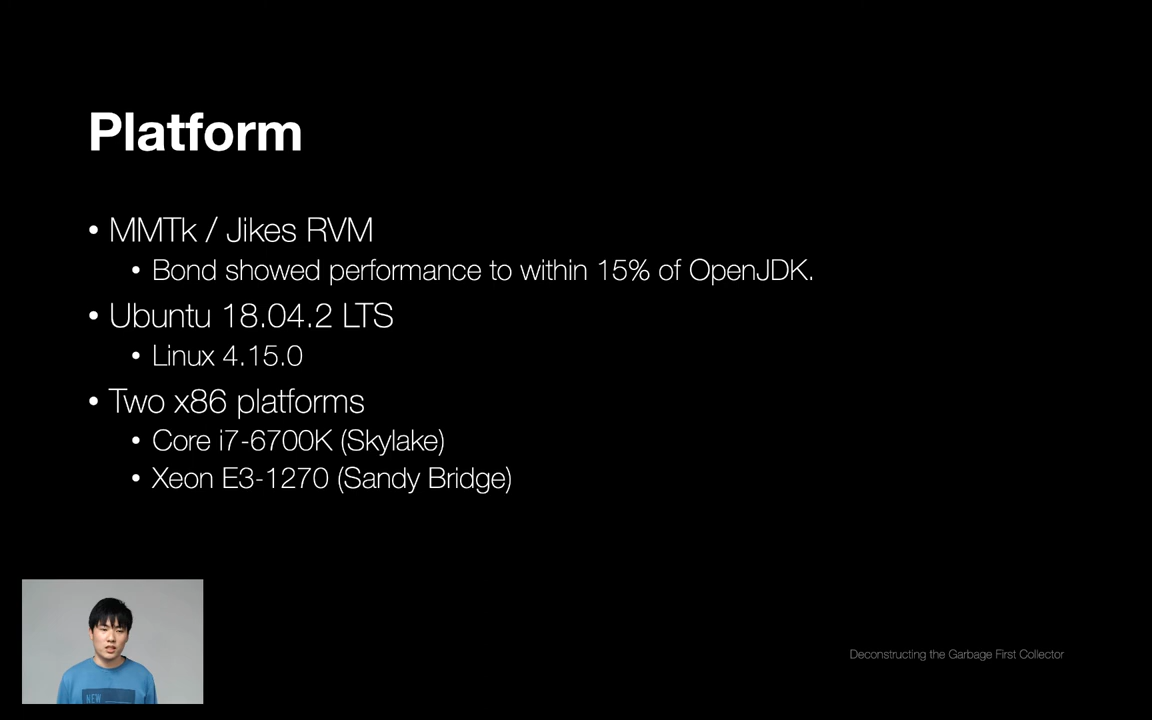 Platform
• MMTk / Jikes RVM
• Bond showed performance to within 15% of OpenJDK.
• Ubuntu 18.04.2 LTS
• Linux 4.15.0
• Two x86 platforms
• Core i7-6700K (Skylake)
• Xeon E3-1270 (Sandy Bridge)
NEW
Deconstructing the Garbage First Collector